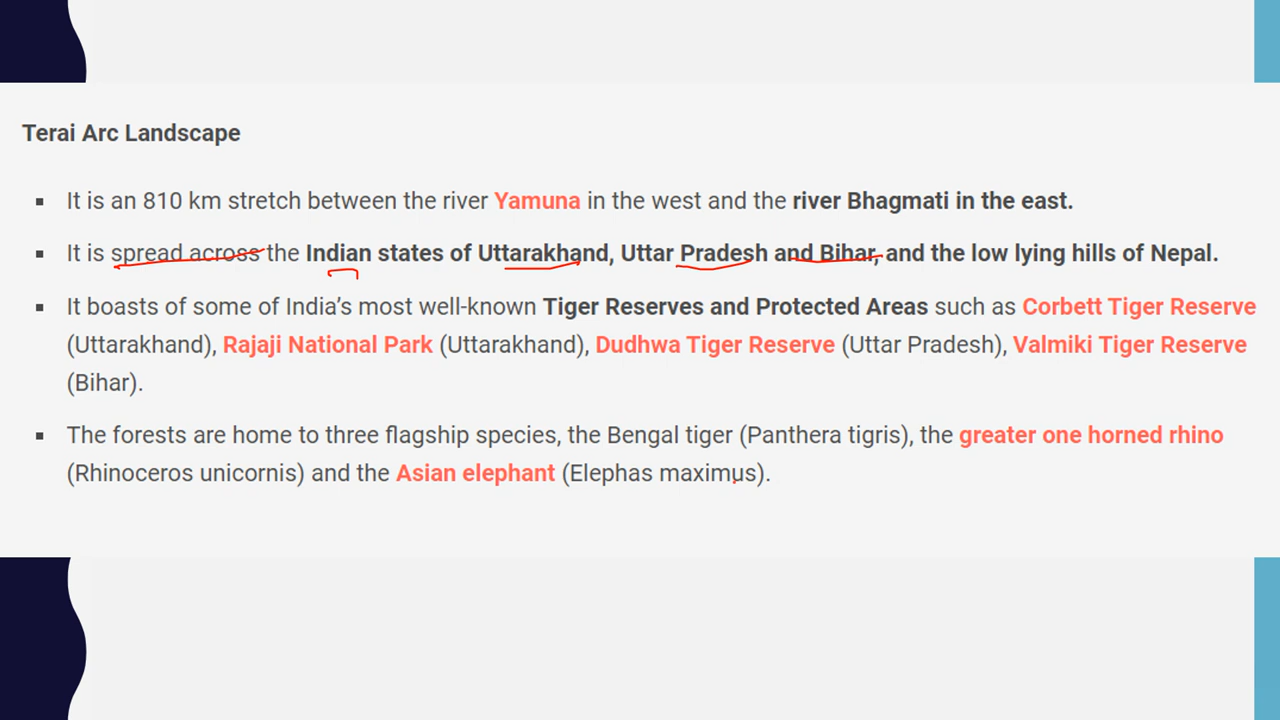 Terai Arc Landscape
▪ It is an 810 km stretch between the river Yamuna in the west and the river Bhagmati in the east.
▪ It is spread across the Indian states of Uttarakhand, Uttar Pradesh and Bihar, and the low lying hills of Nepal.
▪ It boasts of some of India’s most well-known Tiger Reserves and Protected Areas such as Corbett Tiger Reserve
(Uttarakhand), Rajaji National Park (Uttarakhand), Dudhwa Tiger Reserve (Uttar Pradesh), Valmiki Tiger Reserve
(Bihar).
▪ The forests are home to three flagship species, the Bengal tiger (Panthera tigris), the greater one horned rhino
(Rhinoceros unicornis) and the Asian elephant (Elephas maximus).